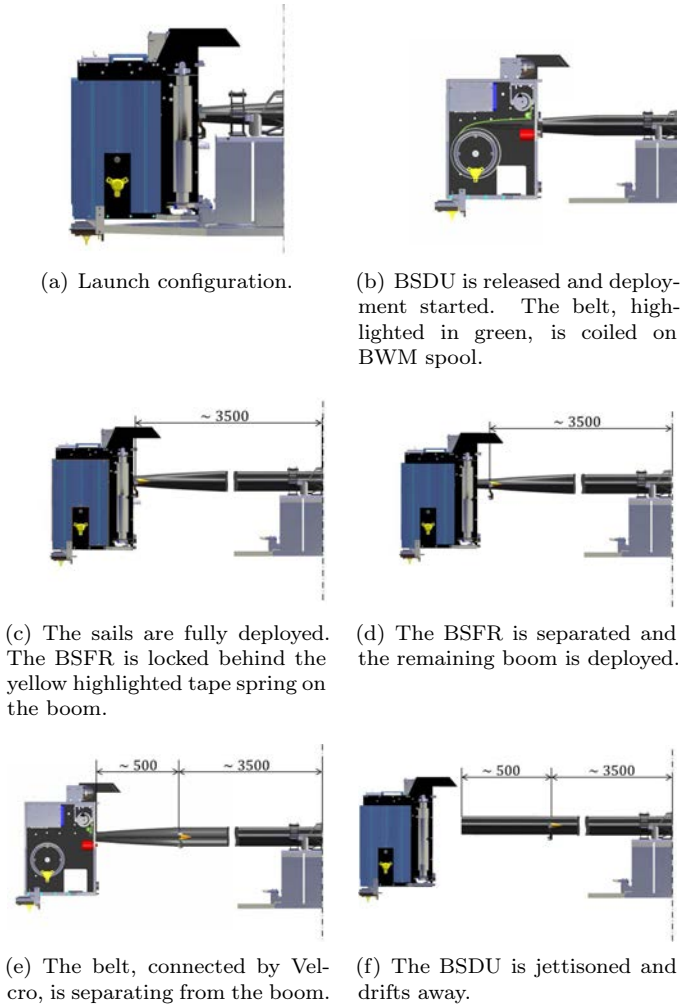 (a) Launch configuration.
(b) BSDU is released and deploy-
ment started. The belt, high-
lighted in green, is coiled on
BWM spool.
~ 3500
~ 3500
(c) The sails are fully deployed.
The BSFR is locked behind the
yellow highlighted tape spring on
the boom.
(d) The BSFR is separated and
the remaining boom is deployed.
~ 500
~ 3500
~ 500
~ 3500
(e) The belt, connected by Vel-
cro, is separating from the boom.
(f) The BSDU is jettisoned and
drifts away.